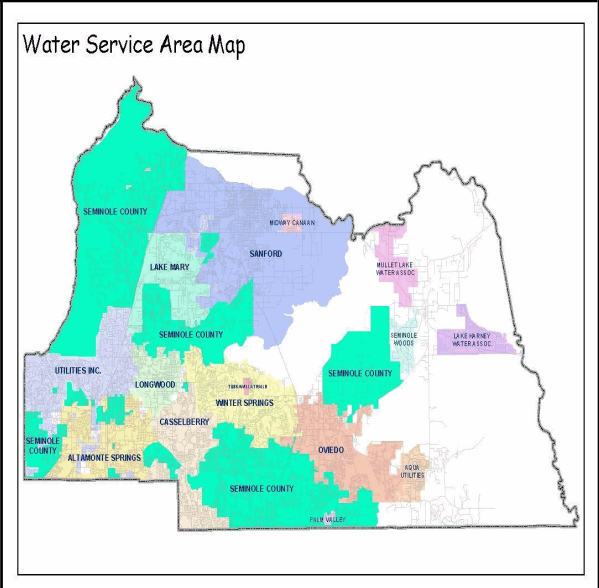 Water Service Area Map
SEMINOLE COUNTY
MIDWAY CANAAN
SANFORD
LAKE MARY
MULLET LAKE
WATER ASSOC
SEMINOLE COUNTY
SEMINOLE
WOODS
LAKE HARNEY
WATER ASSOC.
UTILITIES INC.
SEMINOLE COUNTY
LONGWOOD
WINTER SPRINGS
CASSELBERRY
SEMINOLE
COUNTY
ALTAMONTE SPRINGS
OVIEDO
AQUA
UTILITIES
SEMINOLE COUNTY
PALM VALLEY